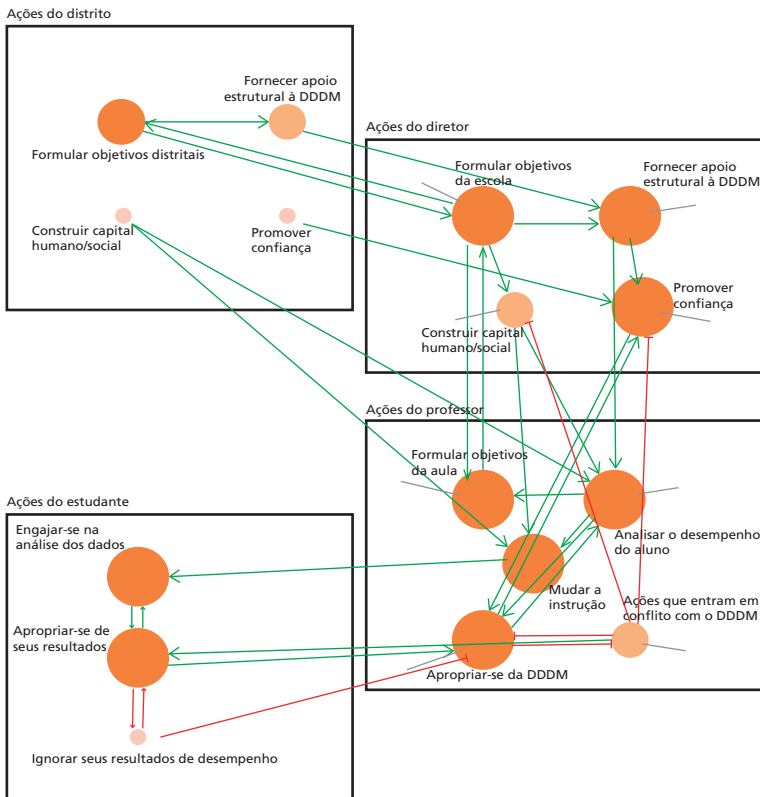 Ações do distrito
Fornecer apoio
estrutural à DDDM
Formular objetivos distritais
Construir capital
humano/social
Promover
confiança
Ações do diretor
Formular objetivos
da escola
Fornecer apoio
estrutural à DDDM
Promover
confiança
Construir capital
humano/social
Ações do professor
Formular objetivos
da aula
Analisar o desempenho
do aluno
Mudar a
instrução
Ações que entram em
conflito com o DDDM
Apropriar-se da DDDM
Ações do estudante
Engajar-se na
análise dos dados
Apropriar-se de
seus resultados
Ignorar seus resultados de desempenho